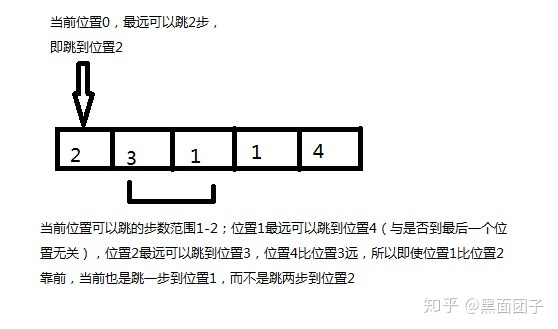 当前位置0，最远可以跳2步，
即跳到位置2
2 3 1 1 4
当前位置可以跳的步数范围1-2；位置1最远可以跳到位置4（与是否到最后一个位
置无关），位置2最远可以跳到位置3，位置4比位置3远，所以即使位置1比位置2
靠前，当前也是跳一步到位置1，而不是跳两步到位置2
知乎 @黑面团子